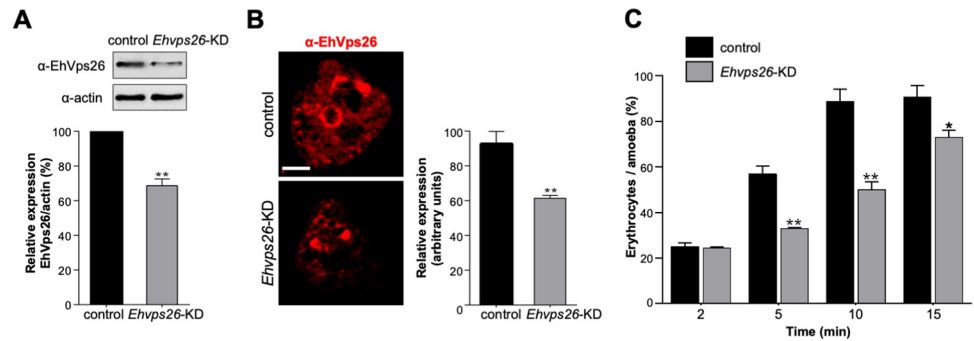 A
control Ehvps26-KD
α-EhVps26
α-actin
Relative expression
EhVps26/actin (%)
100
80
60
40
20
0
**
control Ehvps26-KD
B
α-EhVps26
control
Ehvps26-KD
Relative expression
(arbitrary units)
100
80
60
40
20
0
**
control Ehvps26-KD
C
control
Ehvps26-KD
Erythrocytes / amoeba (%)
100
80
60
40
20
0
**
**
*
2 5 10 15
Time (min)